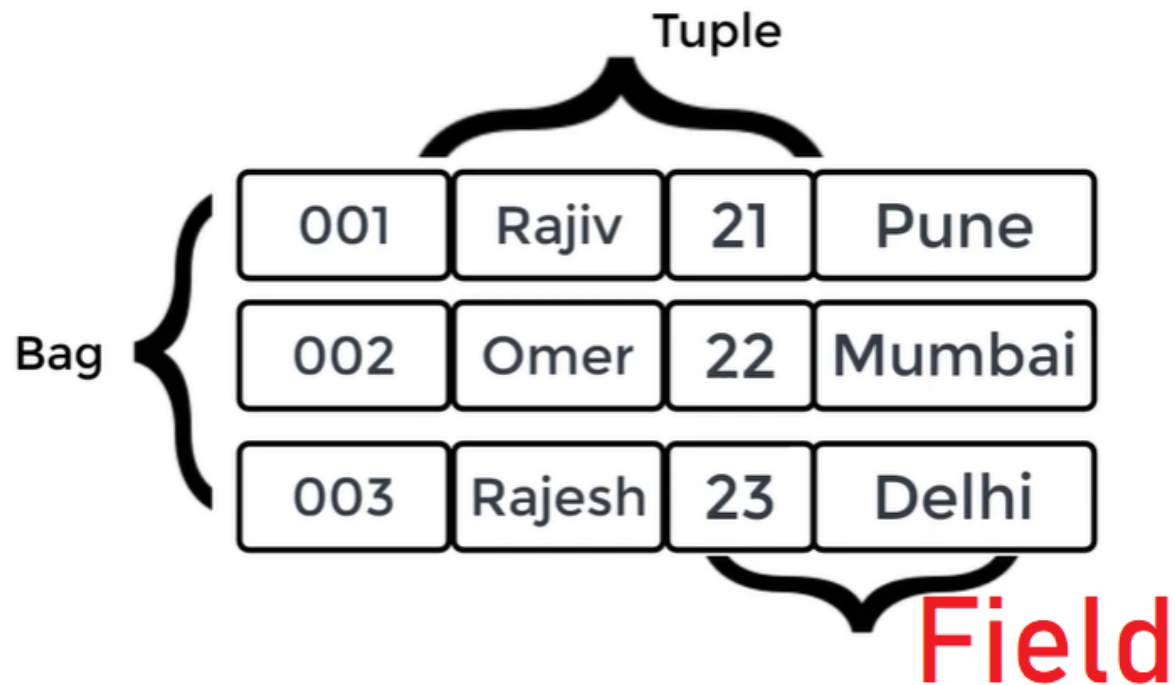 Tuple
001 Rajiv 21 Pune
Bag
002 Omer 22 Mumbai
003 Rajesh 23 Delhi
Field